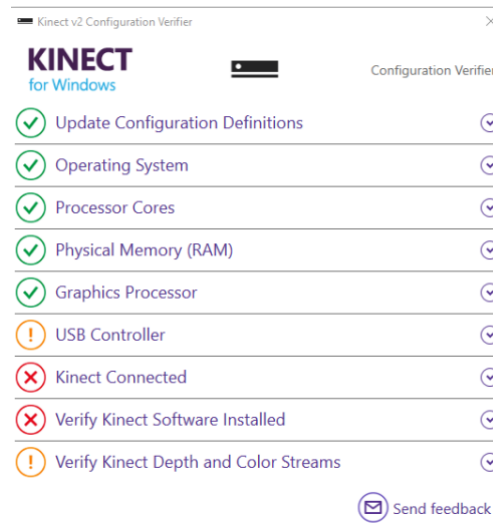 Kinect v2 Configuration Verifier
KINECT
for Windows
Configuration Verifier
Update Configuration Definitions
Operating System
Processor Cores
Physical Memory (RAM)
Graphics Processor
USB Controller
Kinect Connected
Verify Kinect Software Installed
Verify Kinect Depth and Color Streams
Send feedback